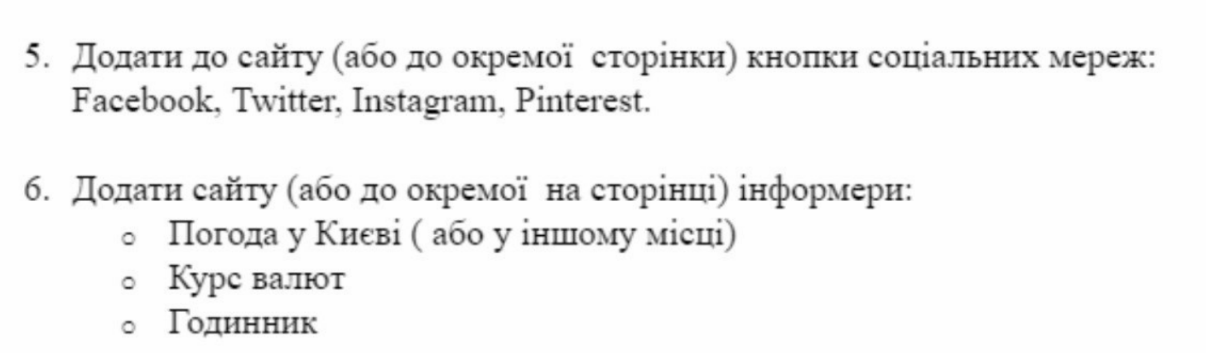 5. Додати до сайту (або до окремої сторінки) кнопки соціальних мереж:
Facebook, Twitter, Instagram, Pinterest.
6. Додати сайту (або до окремої на сторінці) інформери:
o Погода у Києві ( або у іншому місці)
o Курс валют
o Годинник